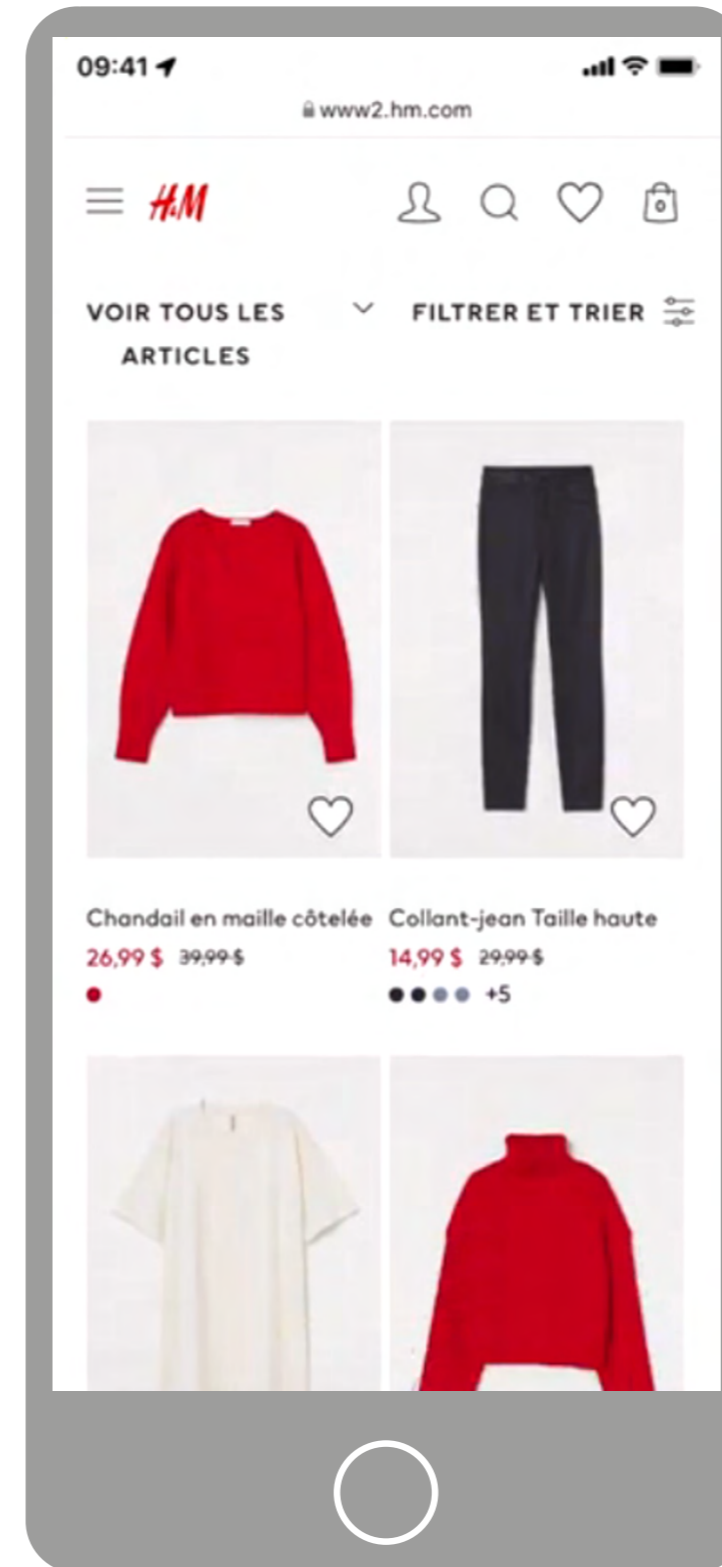 09:41
www2.hm.com
H&M
0
VOIR TOUS LES
ARTICLES
FILTRER ET TRIER
Chandail en maille côtelée
26,99 $ 39,99 $
Collant-jean Taille haute
14,99 $ 29,99 $
+5